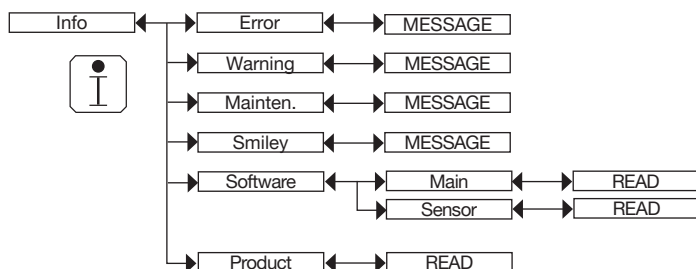 Info Error MESSAGE
Warning MESSAGE
Mainten. MESSAGE
Smiley MESSAGE
Software Main READ
Sensor READ
Product READ